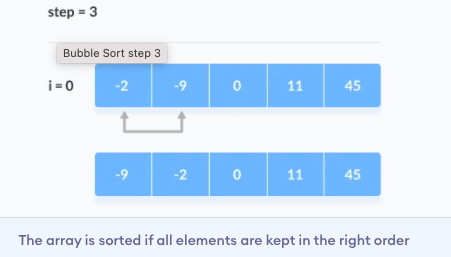 step = 3
Bubble Sort step 3
i = 0 -2 -9 0 11 45
-9 -2 0 11 45
The array is sorted if all elements are kept in the right order